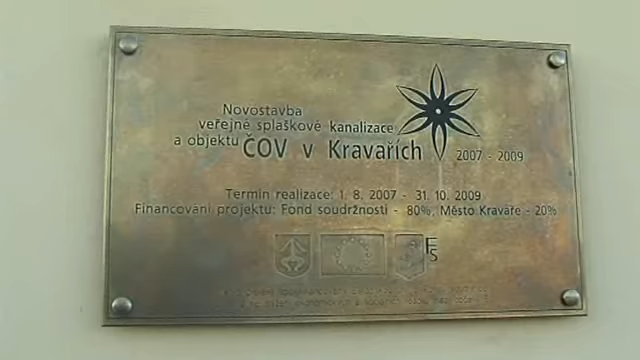 Novostavba
veřejné splaškové kanalizace
a objektu ČOV v Kravařích 2007 - 2009
Termín realizace: 1. 8. 2007 - 31. 10. 2009
Financování projektu: Fond soudržnosti - 80%, Město Kravaře - 20%
FS